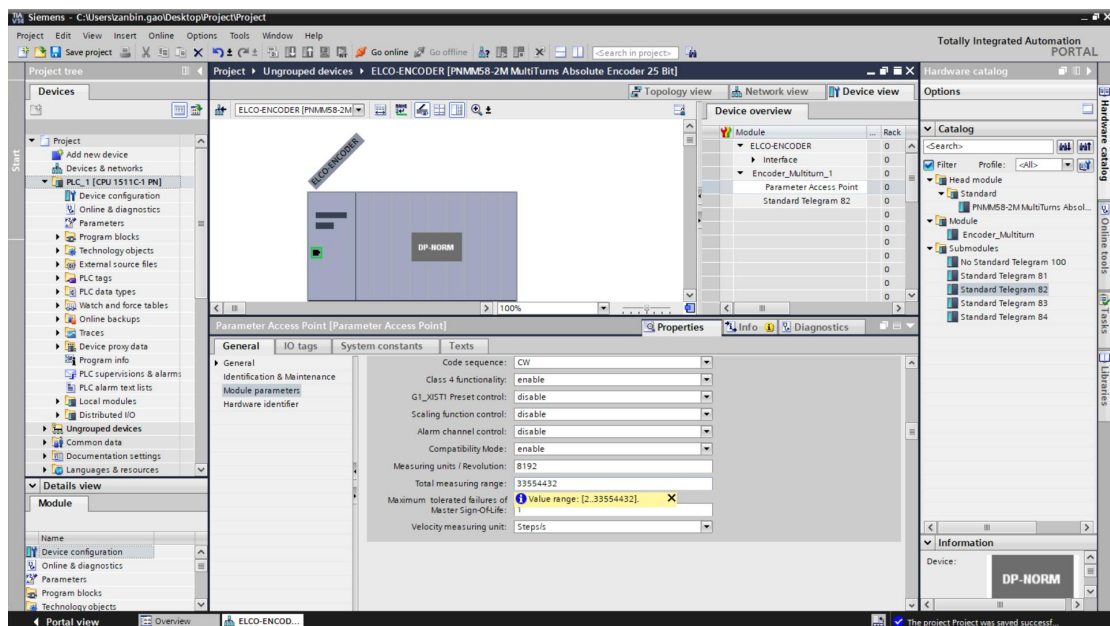 Siemens - C:\Users\zanbin.gao\Desktop\Project\Project
Project Edit View Insert Online Options Tools Window Help
Totally Integrated Automation
PORTAL
Save project
Go online
Go offline
<Search in project>
Project tree
Project ▸ Ungrouped devices ▸ ELCO-ENCODER [PNMM58-2M MultiTurns Absolute Encoder 25 Bit]
Hardware catalog
Devices
Topology view
Network view
Device view
Options
ELCO-ENCODER [PNMM58-2M
Device overview
Module ... Rack
ELCO-ENCODER 0
Interface 0
Encoder_Multiturn_1 0
Parameter Access Point 0
Standard Telegram 82 0
0
0
0
0
0
0
0
ELCO-ENCODER
DP-NORM
100%
Start
Project
Add new device
Devices & networks
PLC_1 [CPU 1511C-1 PN]
Device configuration
Online & diagnostics
Parameters
Program blocks
Technology objects
External source files
PLC tags
PLC data types
Watch and force tables
Online backups
Traces
Device proxy data
Program info
PLC supervisions & alarms
PLC alarm text lists
Local modules
Distributed I/O
Ungrouped devices
Common data
Documentation settings
Languages & resources
Details view
Module
Name
Device configuration
Online & diagnostics
Parameters
Program blocks
Technology objects
Parameter Access Point [Parameter Access Point]
Properties
Info
Diagnostics
General
IO tags
System constants
Texts
General
Identification & Maintenance
Module parameters
Hardware identifier
Code sequence: CW
Class 4 functionality: enable
G1_XIST1 Preset control: disable
Scaling function control: disable
Alarm channel control: disable
Compatibility Mode: enable
Measuring units / Revolution: 8192
Total measuring range: 33554432
Value range: [2..33554432].
Maximum tolerated failures of
Master Sign-Of-Life: 1
Velocity measuring unit: Steps/s
Catalog
<Search>
Filter Profile: <All>
Head module
Standard
PNMM58-2M MultiTurns Absol...
Module
Encoder_Multiturn
Submodules
No Standard Telegram 100
Standard Telegram 81
Standard Telegram 82
Standard Telegram 83
Standard Telegram 84
Information
Device:
DP-NORM
Hardware catalog
Online tools
Tasks
Libraries
Portal view
Overview
ELCO-ENCOD...
The project Project was saved successf...